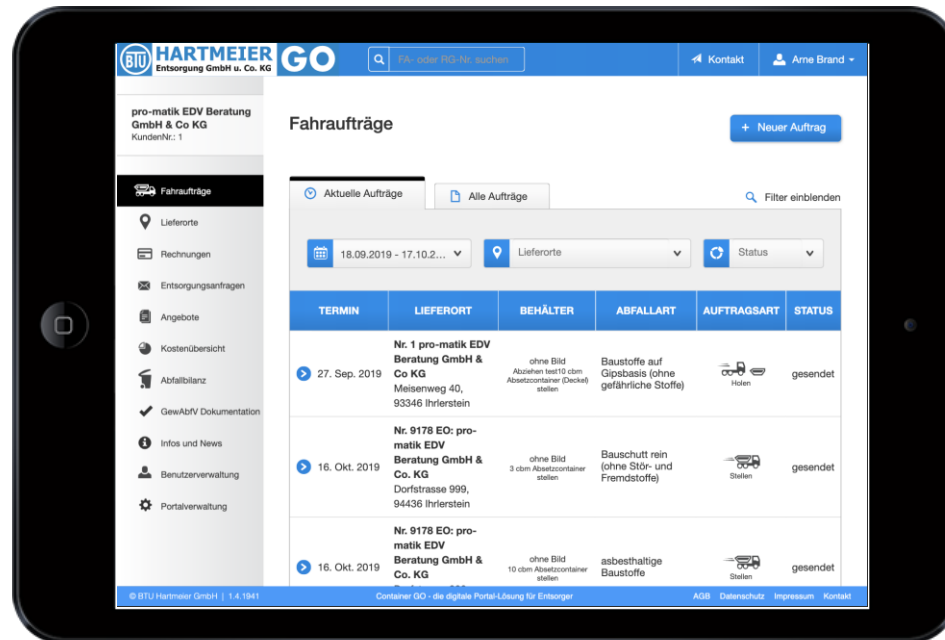 BTU HARTMEIER GO
Entsorgung GmbH u. Co. KG
FA- oder RG-Nr. suchen
Kontakt
Arne Brand
pro-matik EDV Beratung
GmbH & Co KG
KundenNr.: 1
Fahraufträge
Lieferorte
Rechnungen
Entsorgungsanfragen
Angebote
Kostenübersicht
Abfallbilanz
GewAbfV Dokumentation
Infos und News
Benutzerverwaltung
Portalverwaltung
Fahraufträge
+ Neuer Auftrag
Aktuelle Aufträge
Alle Aufträge
Filter einblenden
18.09.2019 - 17.10.2...
Lieferorte
Status
TERMIN LIEFERORT BEHÄLTER ABFALLART AUFTRAGSART STATUS
27. Sep. 2019
Nr. 1 pro-matik EDV
Beratung GmbH &
Co KG
Meisenweg 40,
93346 Ihrlerstein
ohne Bild
Abziehen test10 cbm
Absetzcontainer (Deckel)
stellen
Baustoffe auf
Gipsbasis (ohne
gefährliche Stoffe)
Holen
gesendet
16. Okt. 2019
Nr. 9178 EO: pro-
matik EDV
Beratung GmbH &
Co. KG
Dorfstrasse 999,
94436 Ihrlerstein
ohne Bild
3 cbm Absetzcontainer
stellen
Bauschutt rein
(ohne Stör- und
Fremdstoffe)
Stellen
gesendet
16. Okt. 2019
Nr. 9178 EO: pro-
matik EDV
Beratung GmbH &
Co. KG
ohne Bild
10 cbm Absetzcontainer
stellen
asbesthaltige
Baustoffe
Stellen
gesendet
© BTU Hartmeier GmbH | 1.4.1941
Container GO - die digitale Portal-Lösung für Entsorger
AGB Datenschutz Impressum Kontakt